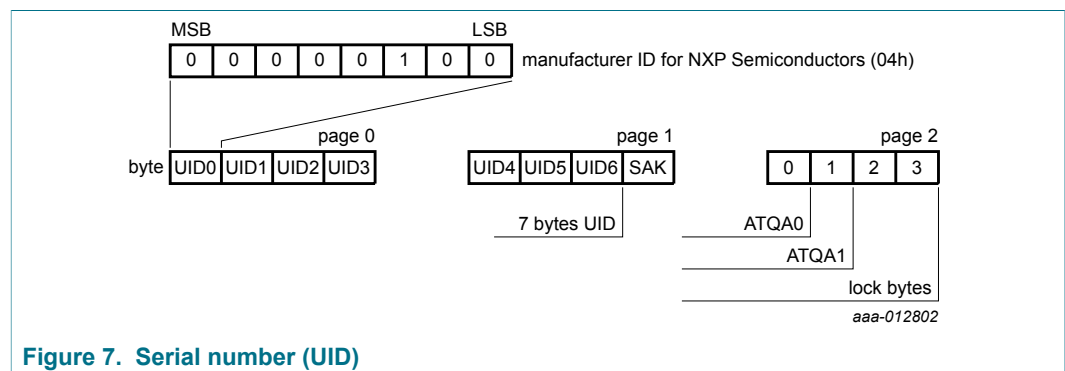 MSB LSB
0 0 0 0 0 1 0 0 manufacturer ID for NXP Semiconductors (04h)
page 0 page 1 page 2
byte UID0 UID1 UID2 UID3 UID4 UID5 UID6 SAK 0 1 2 3
7 bytes UID ATQA0
ATQA1
lock bytes
aaa-012802
Figure 7. Serial number (UID)